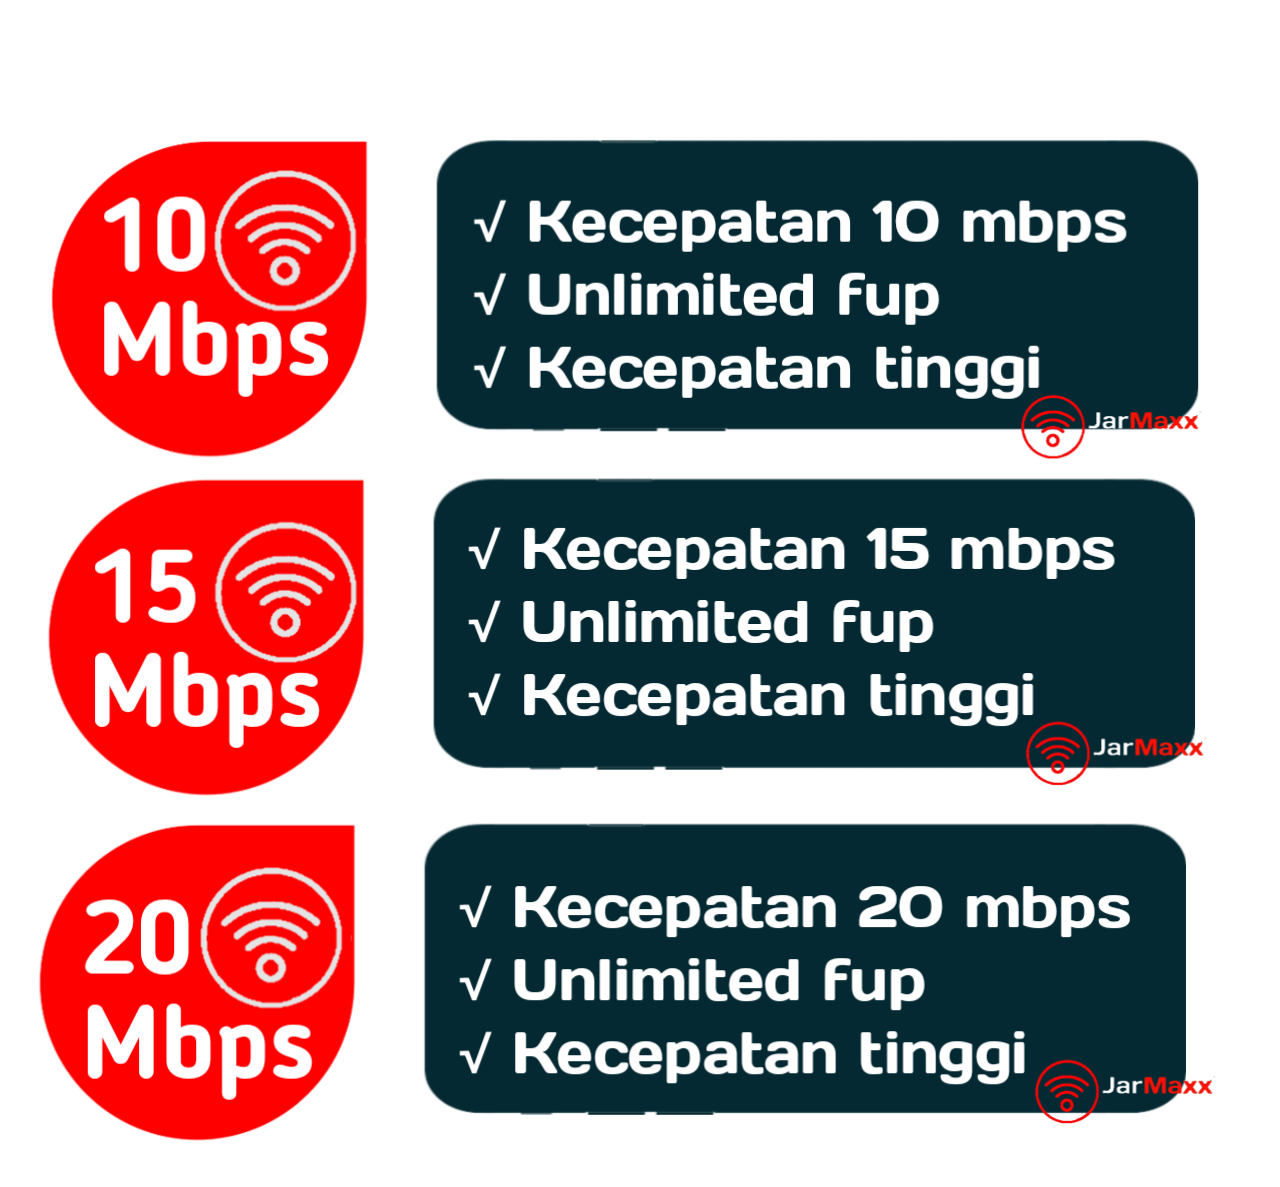 10
Mbps
√ Kecepatan 10 mbps
√ Unlimited fup
√ Kecepatan tinggi
JarMaxx
15
Mbps
√ Kecepatan 15 mbps
√ Unlimited fup
√ Kecepatan tinggi
JarMaxx
20
Mbps
√ Kecepatan 20 mbps
√ Unlimited fup
√ Kecepatan tinggi
JarMaxx